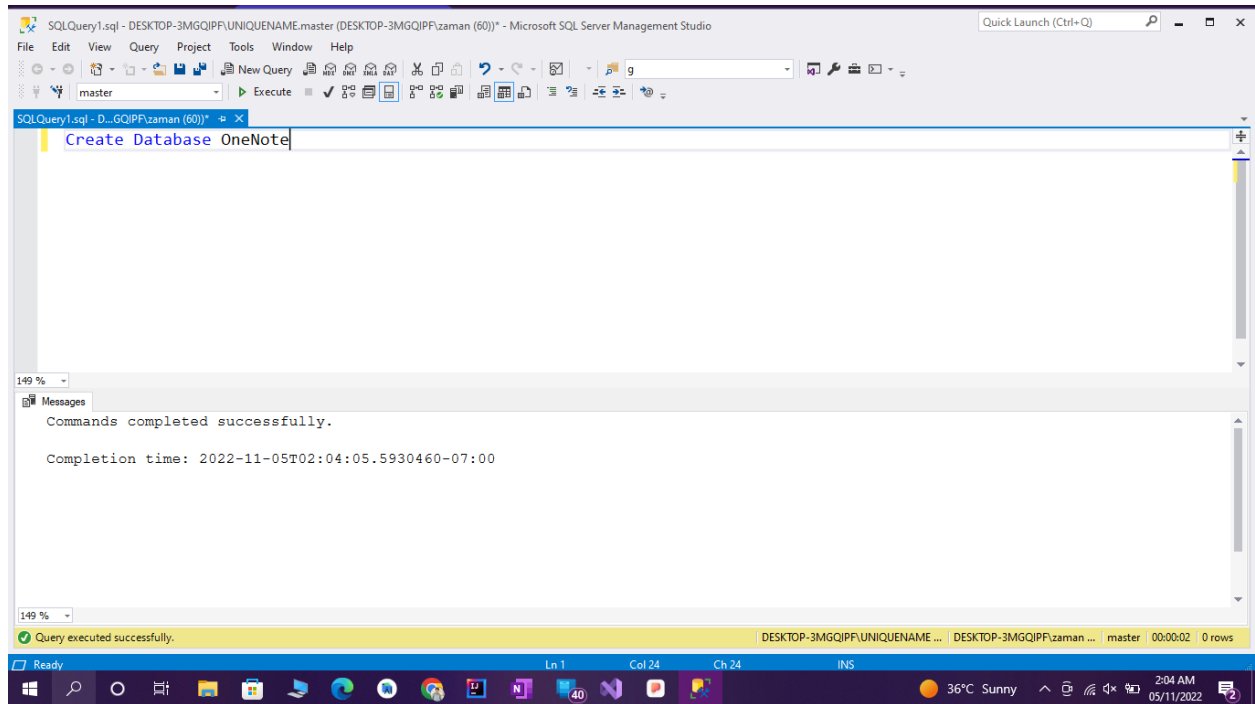 SQLQuery1.sql - DESKTOP-3MGQIPF\UNIQUENAME.master (DESKTOP-3MGQIPF\zaman (60))* - Microsoft SQL Server Management Studio
Quick Launch (Ctrl+Q)
File Edit View Query Project Tools Window Help
New Query MDX DMX XMLA DAX g
master Execute
SQLQuery1.sql - D...GQIPF\zaman (60))*
Create Database OneNote
149 %
Messages
Commands completed successfully.
Completion time: 2022-11-05T02:04:05.5930460-07:00
149 %
Query executed successfully. DESKTOP-3MGQIPF\UNIQUENAME ... DESKTOP-3MGQIPF\zaman ... master 00:00:02 0 rows
Ready Ln 1 Col 24 Ch 24 INS
40 36°C Sunny 2:04 AM
05/11/2022 2